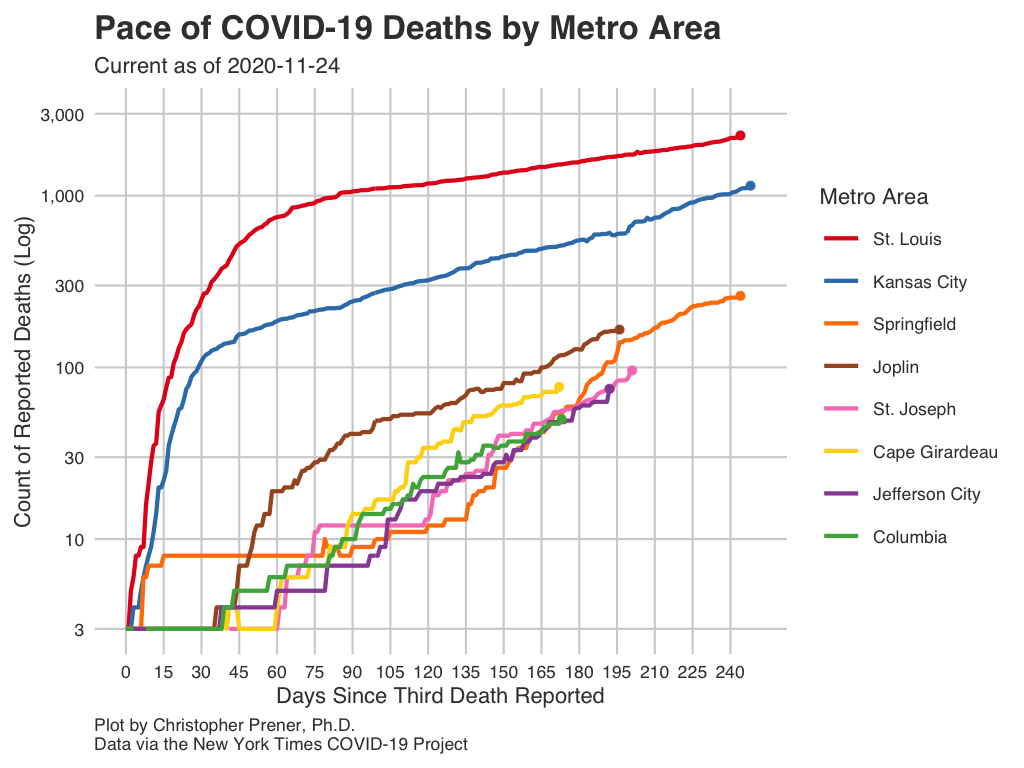 Pace of COVID-19 Deaths by Metro Area
Current as of 2020-11-24
Count of Reported Deaths (Log)
3,000
1,000
300
100
30
10
3
0 15 30 45 60 75 90 105 120 135 150 165 180 195 210 225 240
Days Since Third Death Reported
Metro Area
St. Louis
Kansas City
Springfield
Joplin
St. Joseph
Cape Girardeau
Jefferson City
Columbia
Plot by Christopher Prener, Ph.D.
Data via the New York Times COVID-19 Project